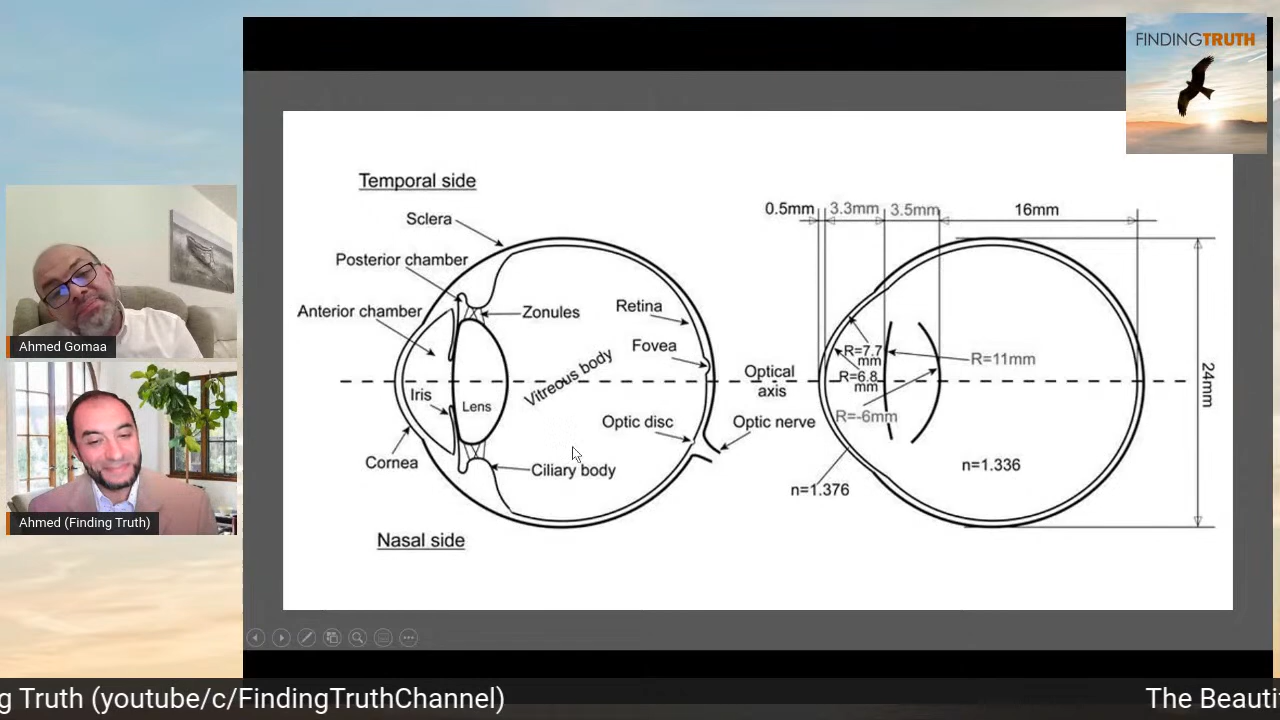 FINDINGTRUTH
Temporal side
Sclera
Posterior chamber
Anterior chamber
Zonules
Retina
Fovea
Vitreous body
Iris
Lens
Optic disc
Optic nerve
Optical
axis
Cornea
Ciliary body
Nasal side
0.5mm
3.3mm
3.5mm
16mm
R=7.7
mm
R=6.8
mm
R=11mm
R=-6mm
24mm
n=1.336
n=1.376
Ahmed Gomaa
Ahmed (Finding Truth)
g Truth (youtube/c/FindingTruthChannel)
The Beauti